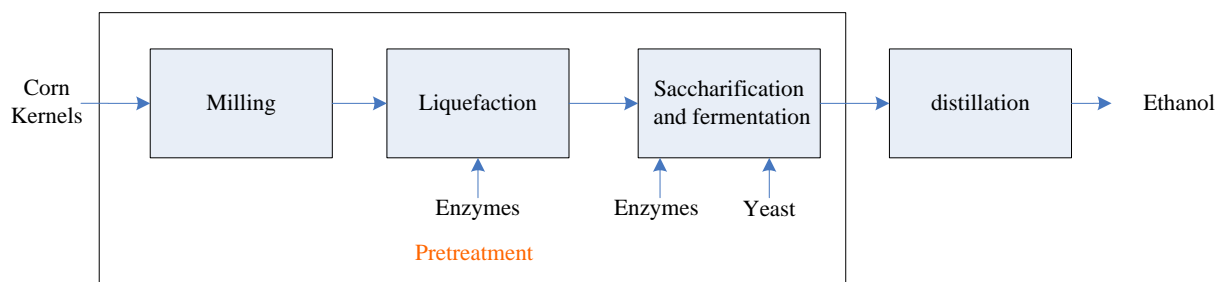 Corn
Kernels
Milling
Liquefaction
Saccharification
and fermentation
distillation
Ethanol
Enzymes
Enzymes
Yeast
Pretreatment